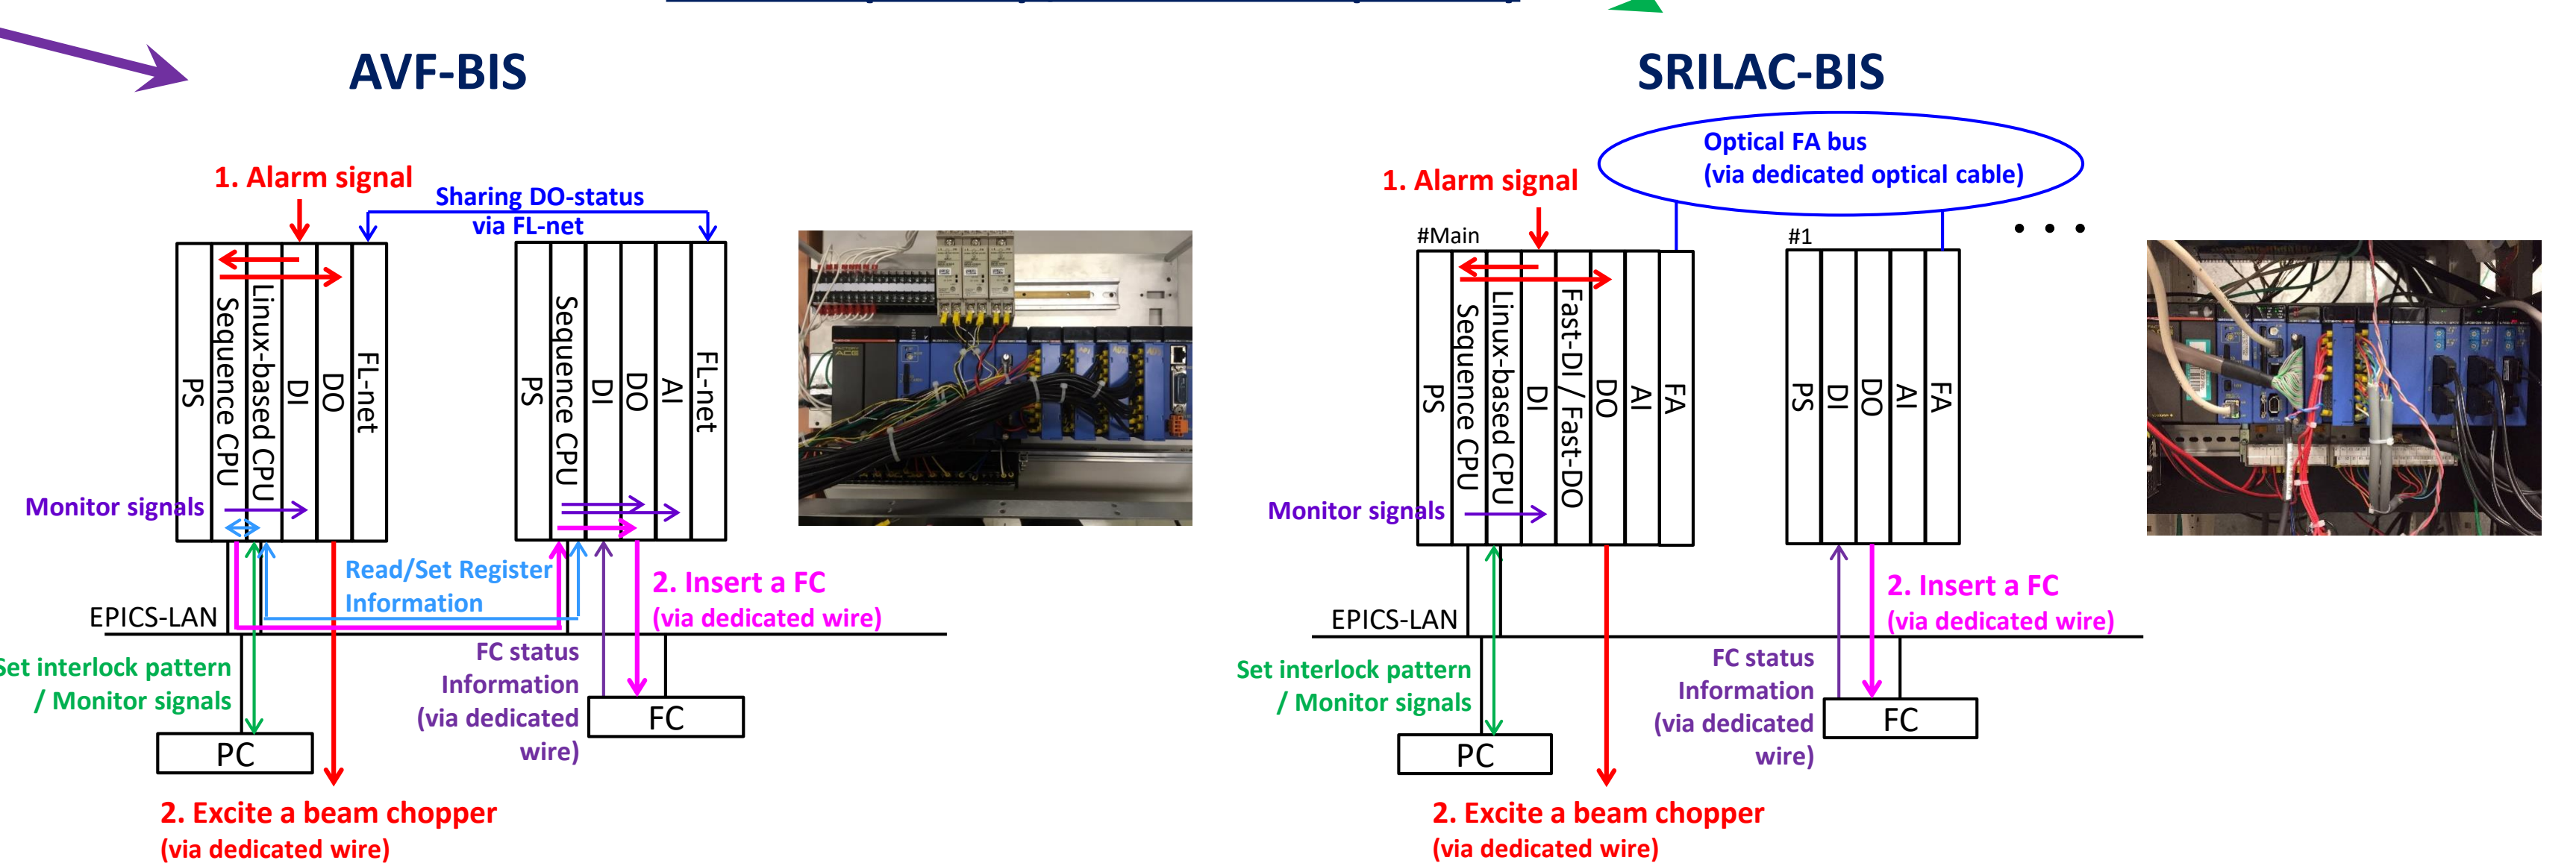 AVF-BIS
1. Alarm signal
Sharing DO-status
via FL-net
PS
Sequence CPU
Linux-based CPU
DI
DO
FL-net
PS
Sequence CPU
DI
DO
AI
FL-net
Monitor signals
Read/Set Register
Information
2. Insert a FC
(via dedicated wire)
EPICS-LAN
Set interlock pattern
/ Monitor signals
FC status
Information
(via dedicated
wire)
FC
PC
2. Excite a beam chopper
(via dedicated wire)
SRILAC-BIS
Optical FA bus
(via dedicated optical cable)
1. Alarm signal
#Main
#1
• • •
PS
Sequence CPU
Linux-based CPU
DI
Fast-DI / Fast-DO
DO
AI
FA
PS
DI
DO
AI
FA
Monitor signals
2. Insert a FC
(via dedicated wire)
EPICS-LAN
Set interlock pattern
/ Monitor signals
FC status
Information
(via dedicated
wire)
FC
PC
2. Excite a beam chopper
(via dedicated wire)